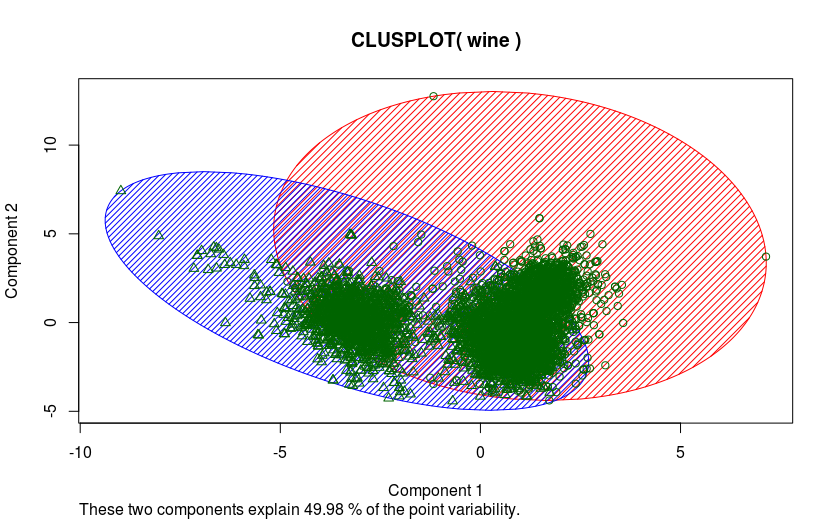 CLUSPLOT( wine )
Component 2
10
5
0
-5
-10
-5
0
5
Component 1
These two components explain 49.98 % of the point variability.